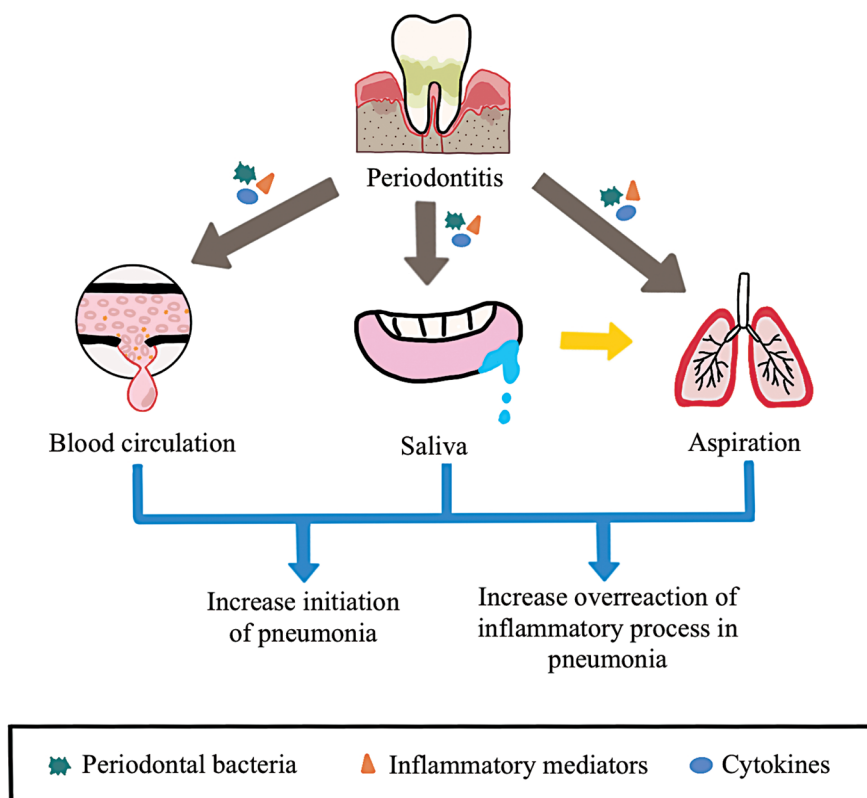 Periodontitis
Blood circulation
Saliva
Aspiration
Increase initiation
of pneumonia
Increase overreaction of
inflammatory process in
pneumonia
Periodontal bacteria
Inflammatory mediators
Cytokines